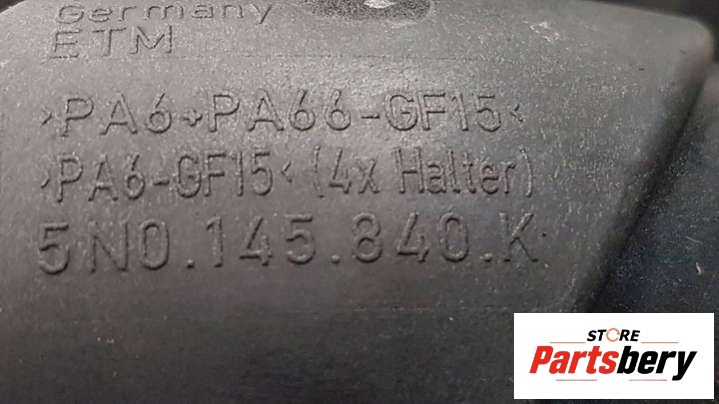 Germany
ETM
>PA6+PA66-GF15<
>PA6-GF15< (4x Halter)
5N0.145.840.K
STORE
Partsbery